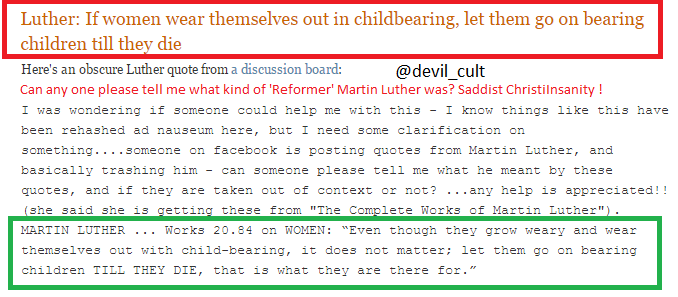 Luther: If women wear themselves out in childbearing, let them go on bearing
children till they die
Here's an obscure Luther quote from a discussion board: @devil_cult
Can any one please tell me what kind of 'Reformer' Martin Luther was? Saddist ChristiInsanity !
I was wondering if someone could help me with this - I know things like this have
been rehashed ad nauseum here, but I need some clarification on
something....someone on facebook is posting quotes from Martin Luther, and
basically trashing him - can someone please tell me what he meant by these
quotes, and if they are taken out of context or not? ...any help is appreciated!!
(she said she is getting these from "The Complete Works of Martin Luther").
MARTIN LUTHER ... Works 20.84 on WOMEN: “Even though they grow weary and wear
themselves out with child-bearing, it does not matter; let them go on bearing
children TILL THEY DIE, that is what they are there for.”